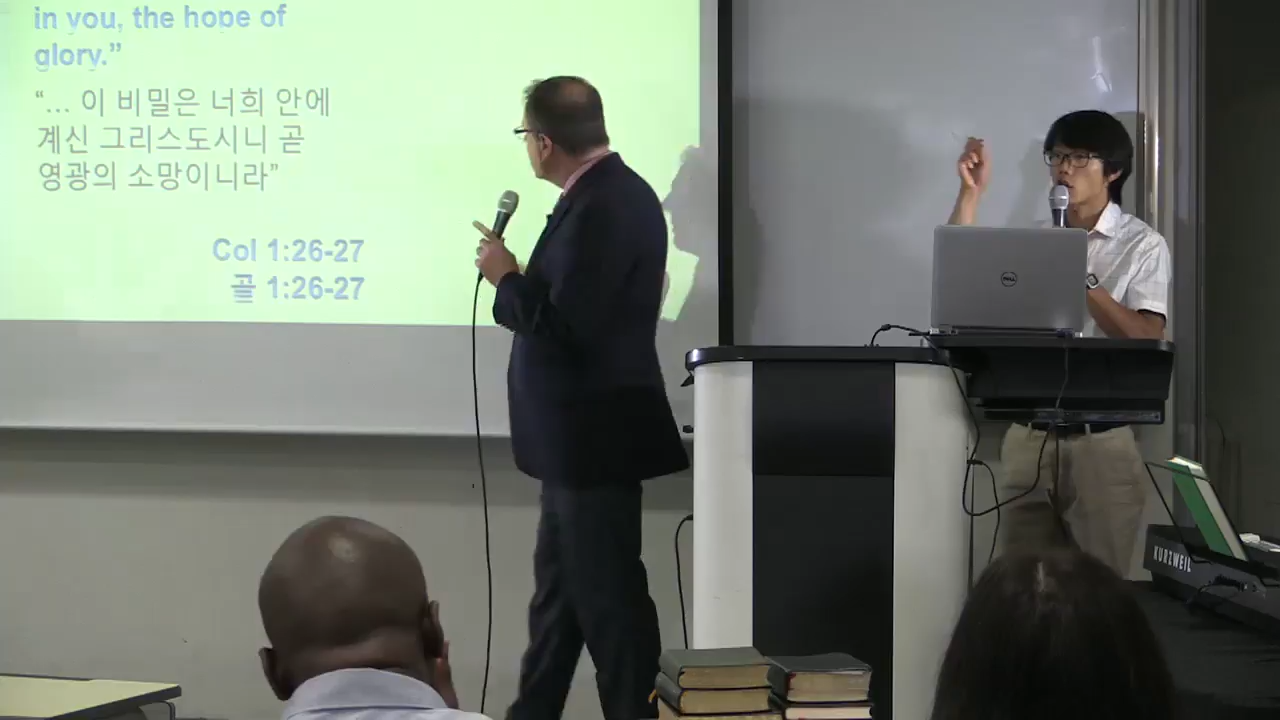 in you, the hope of
glory.”
“... 이 비밀은 너희 안에
계신 그리스도시니 곧
영광의 소망이니라”
Col 1:26-27
골 1:26-27
DELL
KURZWEIL